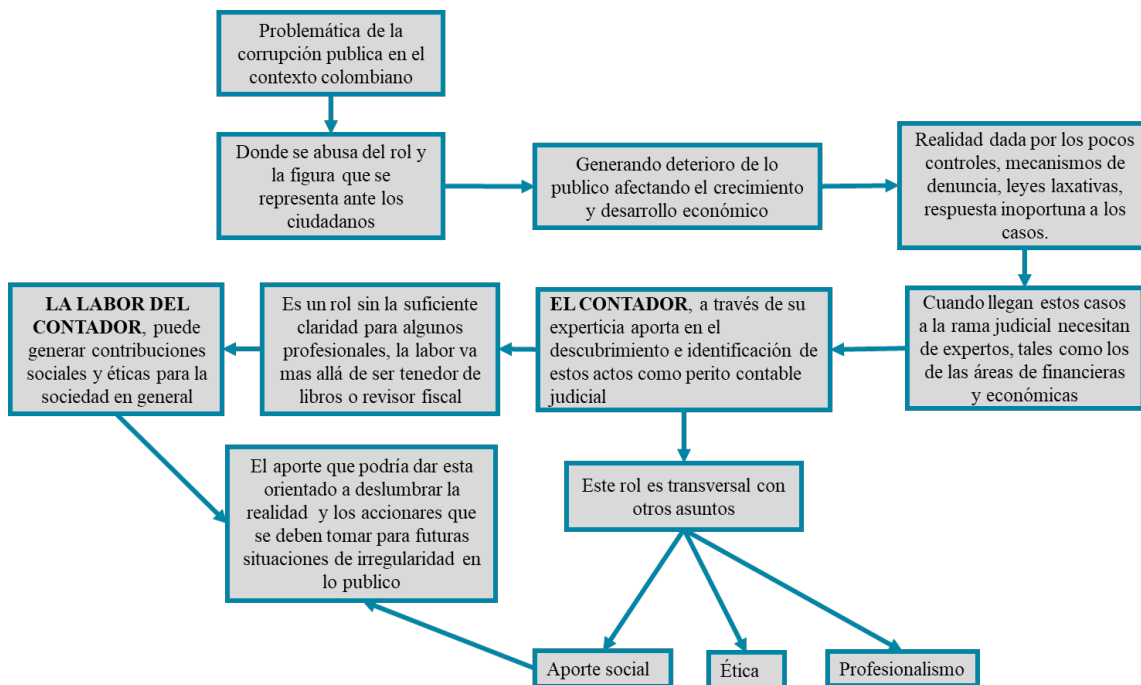 Problemática de la
corrupción publica en el
contexto colombiano
Donde se abusa del rol y
la figura que se
representa ante los
ciudadanos
Generando deterioro de lo
publico afectando el crecimiento
y desarrollo económico
Realidad dada por los pocos
controles, mecanismos de
denuncia, leyes laxativas,
respuesta inoportuna a los
casos.
Cuando llegan estos casos
a la rama judicial necesitan
de expertos, tales como los
de las áreas de financieras
y económicas
EL CONTADOR, a través de su
experticia aporta en el
descubrimiento e identificación de
estos actos como perito contable
judicial
Es un rol sin la suficiente
claridad para algunos
profesionales, la labor va
mas allá de ser tenedor de
libros o revisor fiscal
LA LABOR DEL
CONTADOR, puede
generar contribuciones
sociales y éticas para la
sociedad en general
El aporte que podría dar esta
orientado a deslumbrar la
realidad y los accionares que
se deben tomar para futuras
situaciones de irregularidad en
lo publico
Este rol es transversal con
otros asuntos
Aporte social
Ética
Profesionalismo